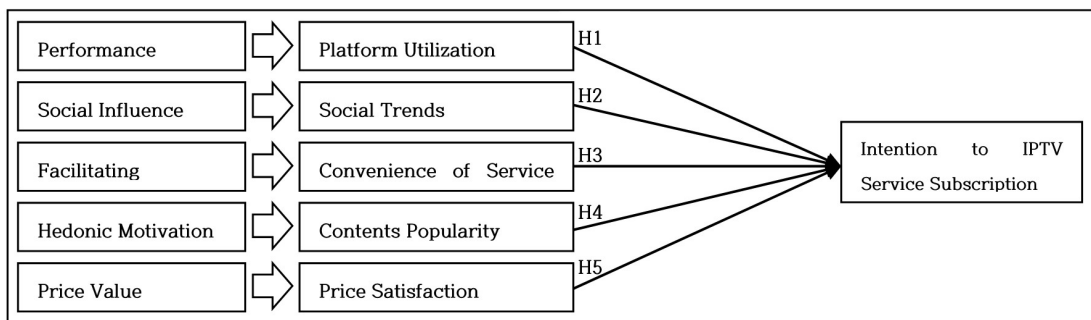 Performance
Platform Utilization
H1
Social Influence
Social Trends
H2
Facilitating
Convenience of Service
H3
Hedonic Motivation
Contents Popularity
H4
Price Value
Price Satisfaction
H5
Intention to IPTV
Service Subscription